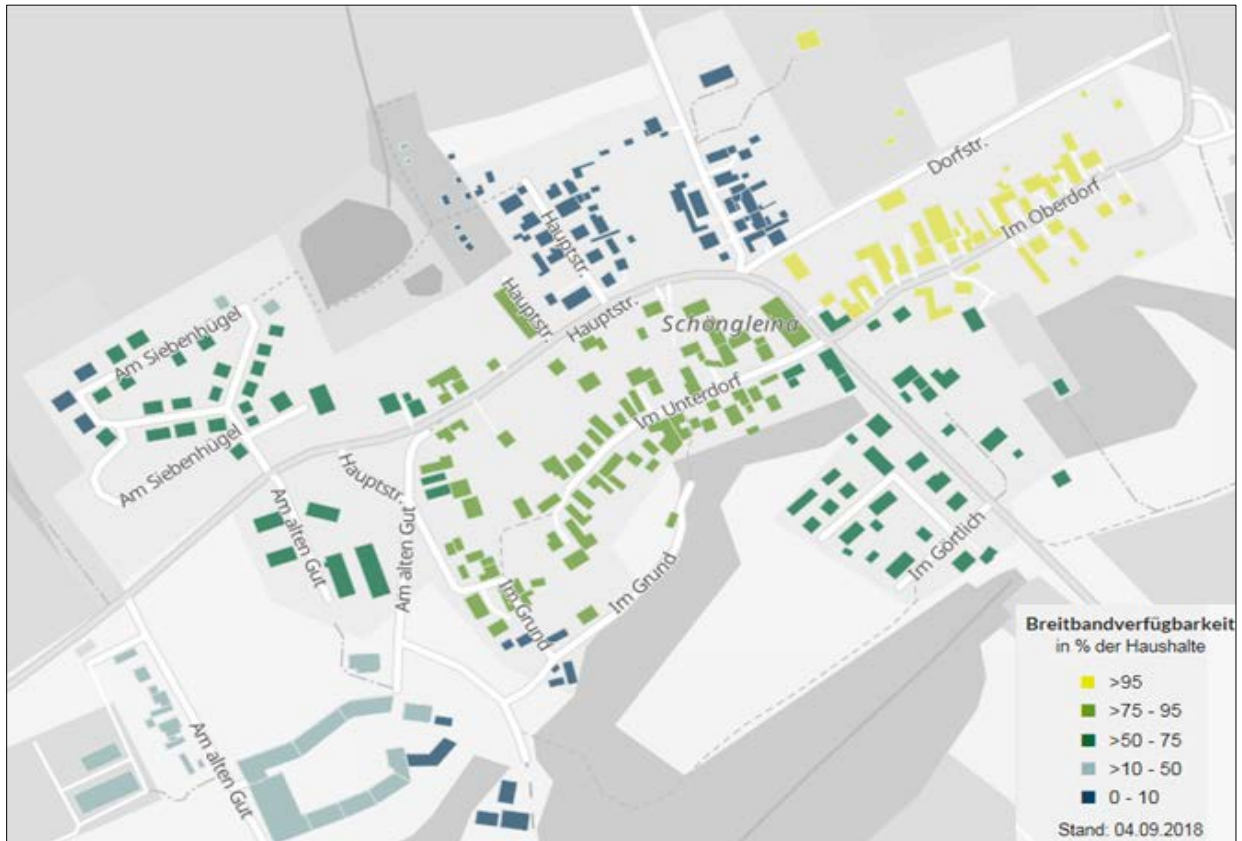 Dorfstr.
Im Oberdorf
Hauptstr.
Hauptstr.
Hauptstr.
Schöngleina
Am Siebenhügel
Im Unterdorf
Am Siebenhügel
Hauptstr.
Am alten Gut
Am alten Gut
Im Görtlich
Im Grund
Im Grund
Am alten Gut
Breitbandverfügbarkeit
in % der Haushalte
>95
>75 - 95
>50 - 75
>10 - 50
0 - 10
Stand: 04.09.2018